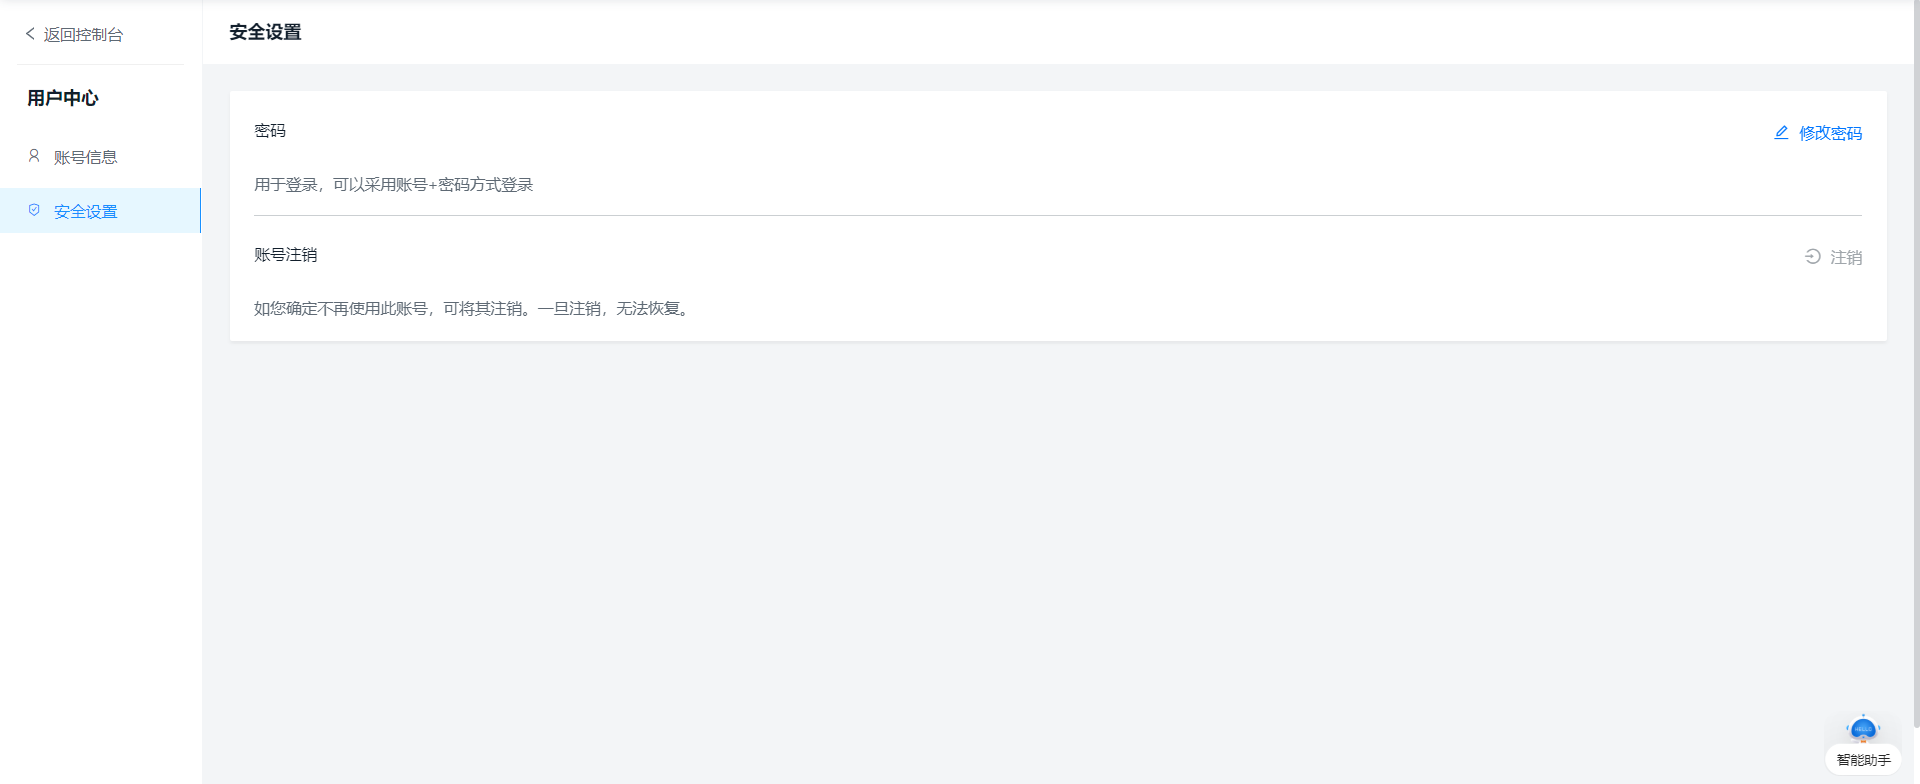 返回控制台
安全设置
用户中心
账号信息
安全设置
密码
修改密码
用于登录，可以采用账号+密码方式登录
账号注销
注销
如您确定不再使用此账号，可将其注销。一旦注销，无法恢复。
HELLO
智能助手